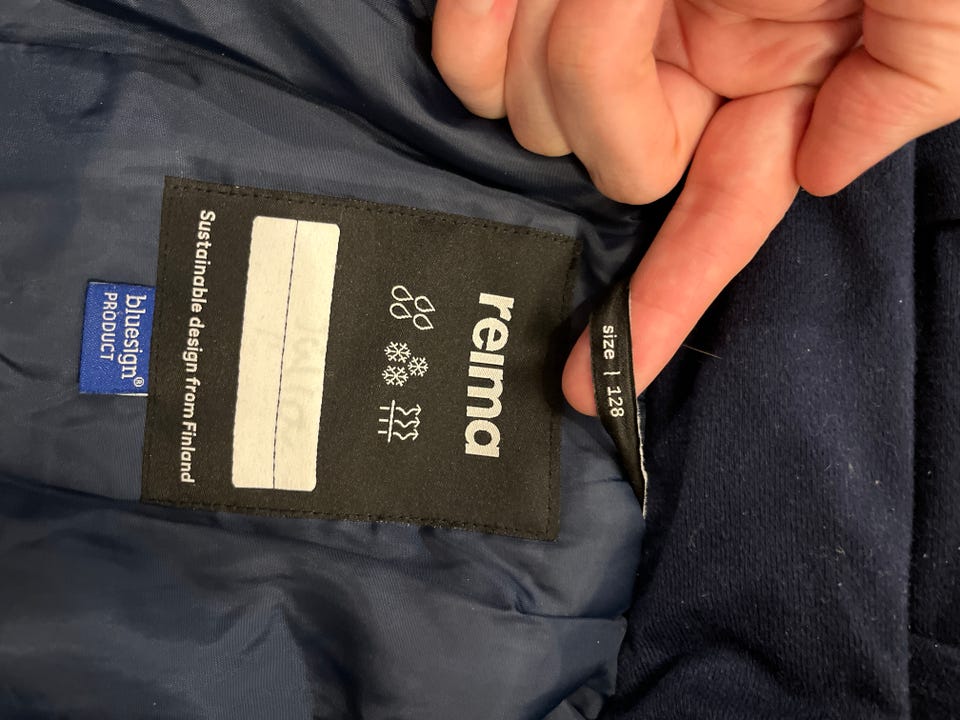 size | 128
reima
Sustainable design from Finland
bluesign®
PRODUCT